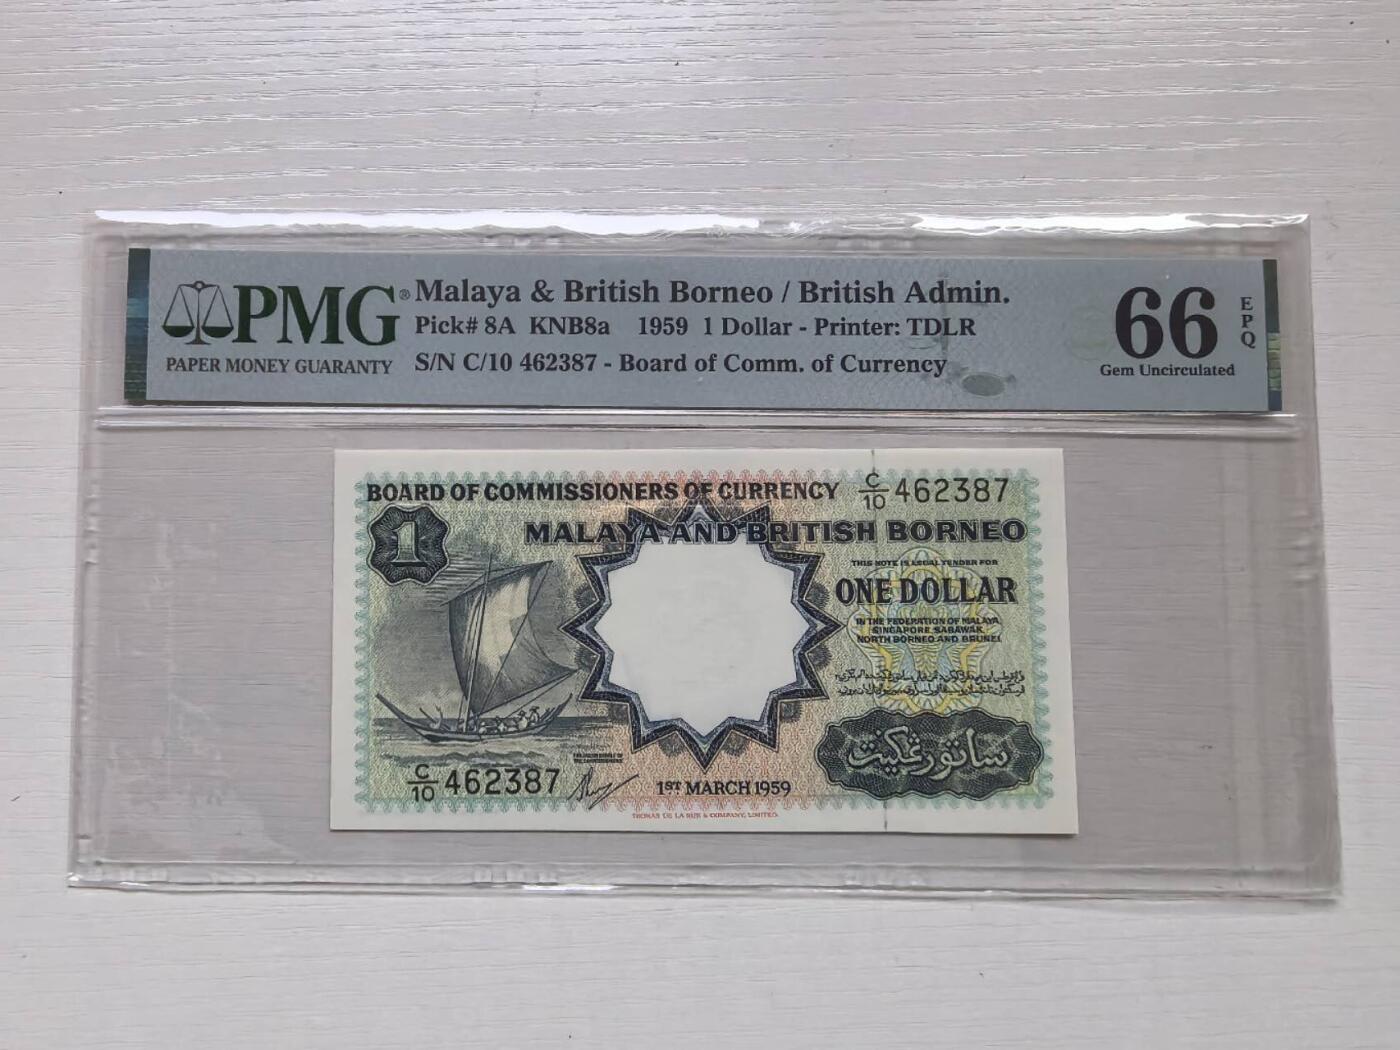 PMG® Malaya & British Borneo / British Admin.
Pick# 8A KNB8a 1959 1 Dollar - Printer: TDLR
PAPER MONEY GUARANTY S/N C/10 462387 - Board of Comm. of Currency
66 EPQ
Gem Uncirculated
BOARD OF COMMISSIONERS OF CURRENCY C/10 462387
1
MALAYA AND BRITISH BORNEO
THIS NOTE IS LEGAL TENDER FOR
ONE DOLLAR
IN THE FEDERATION OF MALAYA
SINGAPORE, SARAWAK,
NORTH BORNEO AND BRUNEI.
ساتو رڠݢيت
C/10 462387
1ST MARCH 1959
THOMAS DE LA RUE & COMPANY, LIMITED.